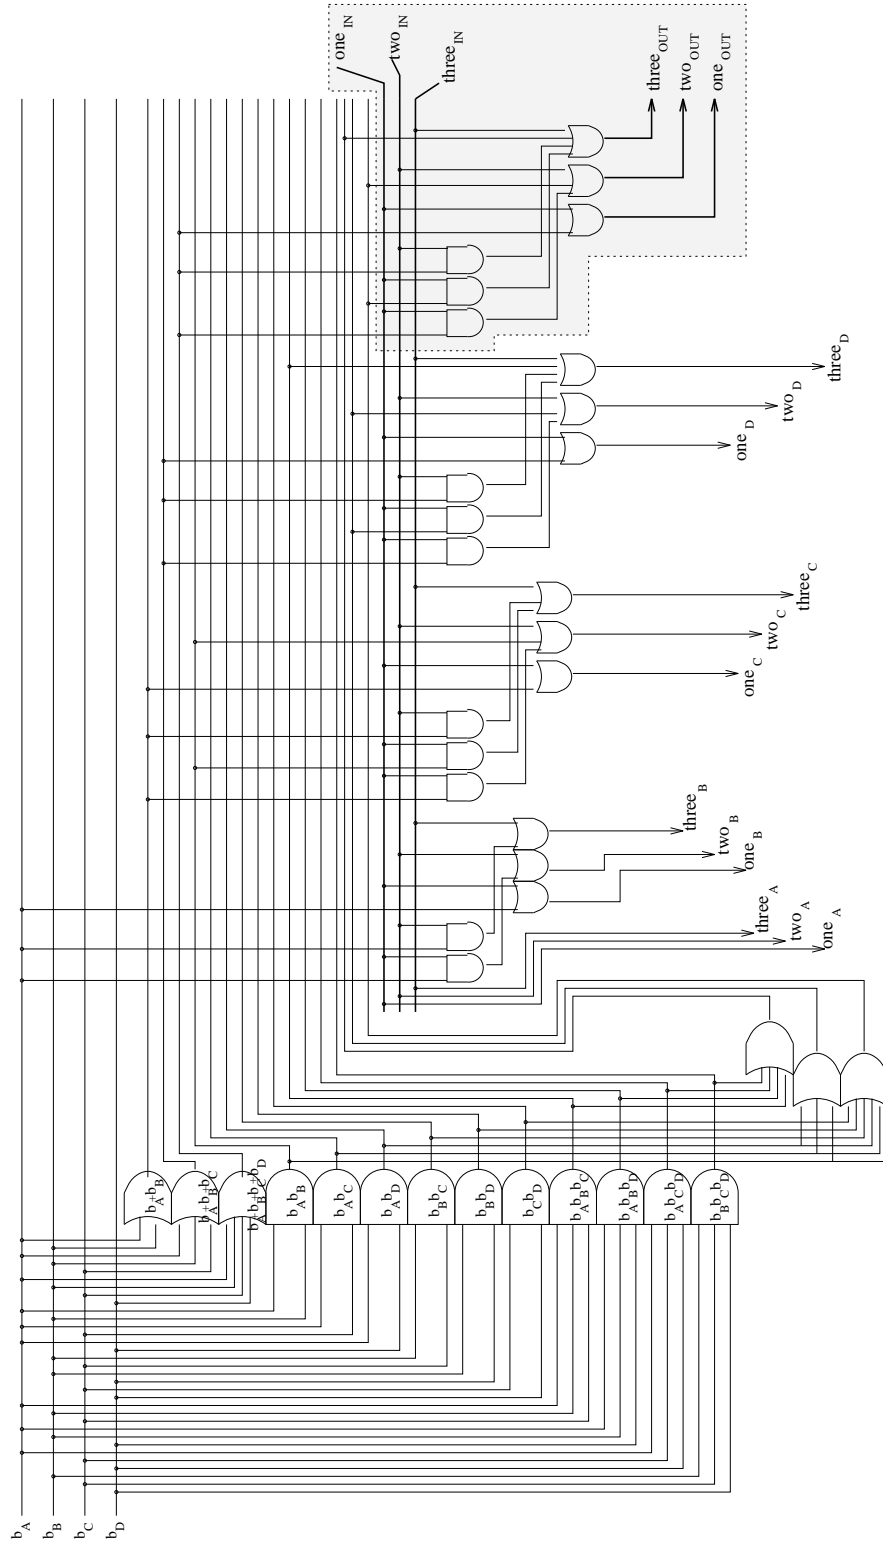 one IN
two IN
three IN
three OUT
two OUT
one OUT
three D
two D
one D
three C
two C
one C
three B
two B
one B
three A
two A
one A
b A + b B
b A + b B + b C
b A + b B + b C + b D
b A b B
b A b C
b A b D
b B b C
b B b D
b C b D
b A b B b C
b A b B b D
b A b C b D
b B b C b D
b A
b B
b C
b D